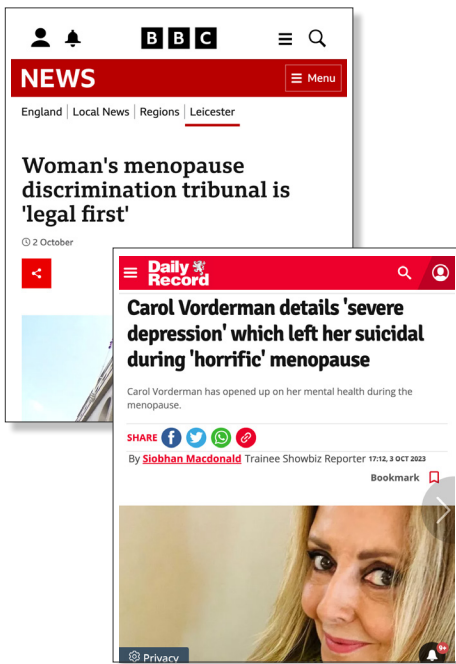 BBC
NEWS
Menu
England Local News Regions Leicester
Woman's menopause
discrimination tribunal is
'legal first'
2 October
Daily
Record
Carol Vorderman details 'severe
depression' which left her suicidal
during 'horrific' menopause
Carol Vorderman has opened up on her mental health during the
menopause.
SHARE
By Siobhan Macdonald Trainee Showbiz Reporter 17:12, 3 OCT 2023
Bookmark
Privacy
9+